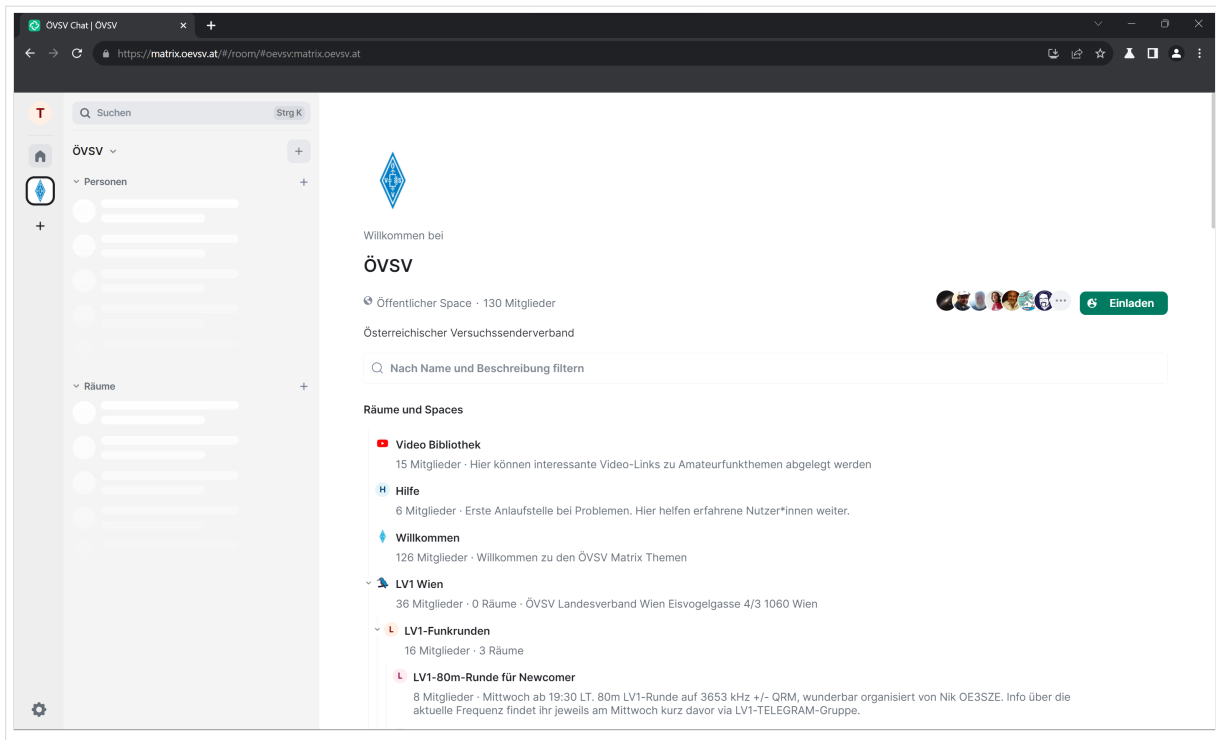 ÖVSV Chat | ÖVSV
https://matrix.oevsv.at/#/room/#oevsv:matrix.oevsv.at
T
Suchen Strg K
ÖVSV
Personen
Räume
Willkommen bei
ÖVSV
Öffentlicher Space · 130 Mitglieder
Einladen
Österreichischer Versuchssenderverband
Nach Name und Beschreibung filtern
Räume und Spaces
Video Bibliothek
15 Mitglieder · Hier können interessante Video-Links zu Amateurfunkthemen abgelegt werden
H Hilfe
6 Mitglieder · Erste Anlaufstelle bei Problemen. Hier helfen erfahrene Nutzer*innen weiter.
Willkommen
126 Mitglieder · Willkommen zu den ÖVSV Matrix Themen
LV1 Wien
36 Mitglieder · 0 Räume · ÖVSV Landesverband Wien Eisvogelgasse 4/3 1060 Wien
L LV1-Funkrunden
16 Mitglieder · 3 Räume
L LV1-80m-Runde für Newcomer
8 Mitglieder · Mittwoch ab 19:30 LT. 80m LV1-Runde auf 3653 kHz +/- QRM, wunderbar organisiert von Nik OE3SZE. Info über die
aktuelle Frequenz findet ihr jeweils am Mittwoch kurz davor via LV1-TELEGRAM-Gruppe.